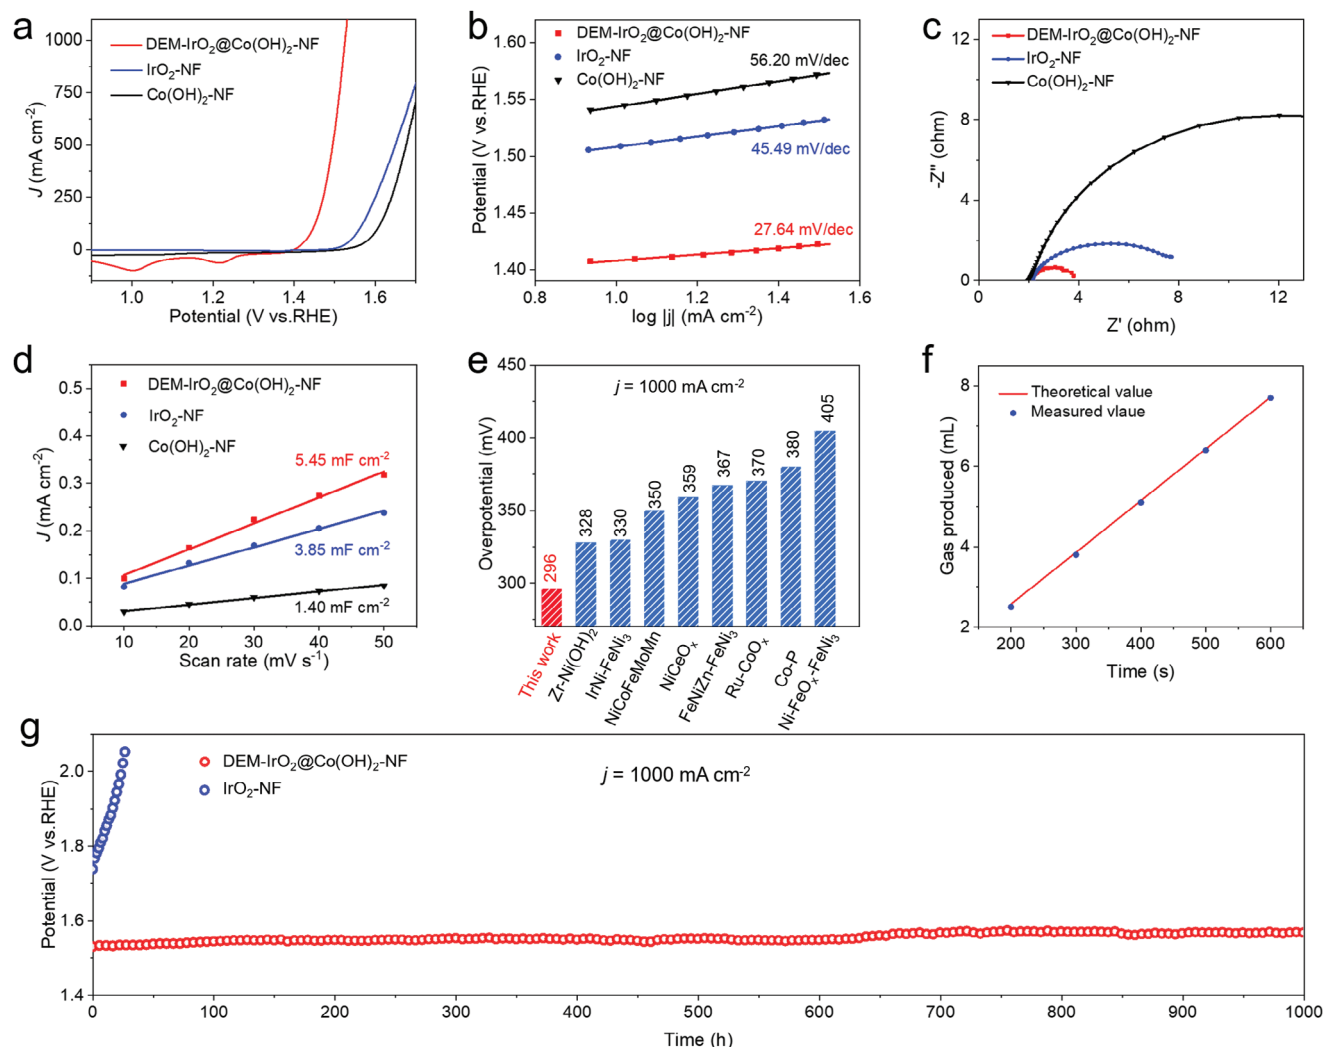 a
1000
750
500
250
0
J (mA cm-2)
DEM-IrO2@Co(OH)2-NF
IrO2-NF
Co(OH)2-NF
1.0
1.2
1.4
1.6
Potential (V vs.RHE)
b
1.60
1.55
1.50
1.45
1.40
Potential (V vs.RHE)
DEM-IrO2@Co(OH)2-NF
IrO2-NF
Co(OH)2-NF
56.20 mV/dec
45.49 mV/dec
27.64 mV/dec
0.8
1.0
1.2
1.4
1.6
log |j| (mA cm-2)
c
12
8
4
0
-Z" (ohm)
DEM-IrO2@Co(OH)2-NF
IrO2-NF
Co(OH)2-NF
0
4
8
12
Z' (ohm)
d
0.5
0.4
0.3
0.2
0.1
0.0
J (mA cm-2)
DEM-IrO2@Co(OH)2-NF
IrO2-NF
Co(OH)2-NF
5.45 mF cm-2
3.85 mF cm-2
1.40 mF cm-2
10
20
30
40
50
Scan rate (mV s-1)
e
450
400
350
300
Overpotential (mV)
j = 1000 mA cm-2
296
328
330
350
359
367
370
380
405
This work
Zr-Ni(OH)2
IrNi-FeNi3
NiCoFeMoMn
NiCeOx
FeNiZn-FeNi3
Ru-CoOx
Co-P
Ni-FeOx-FeNi3
f
8
6
4
2
Gas produced (mL)
Theoretical value
Measured vlaue
200
300
400
500
600
Time (s)
g
2.0
1.8
1.6
1.4
Potential (V vs.RHE)
DEM-IrO2@Co(OH)2-NF
IrO2-NF
j = 1000 mA cm-2
0
100
200
300
400
500
600
700
800
900
1000
Time (h)